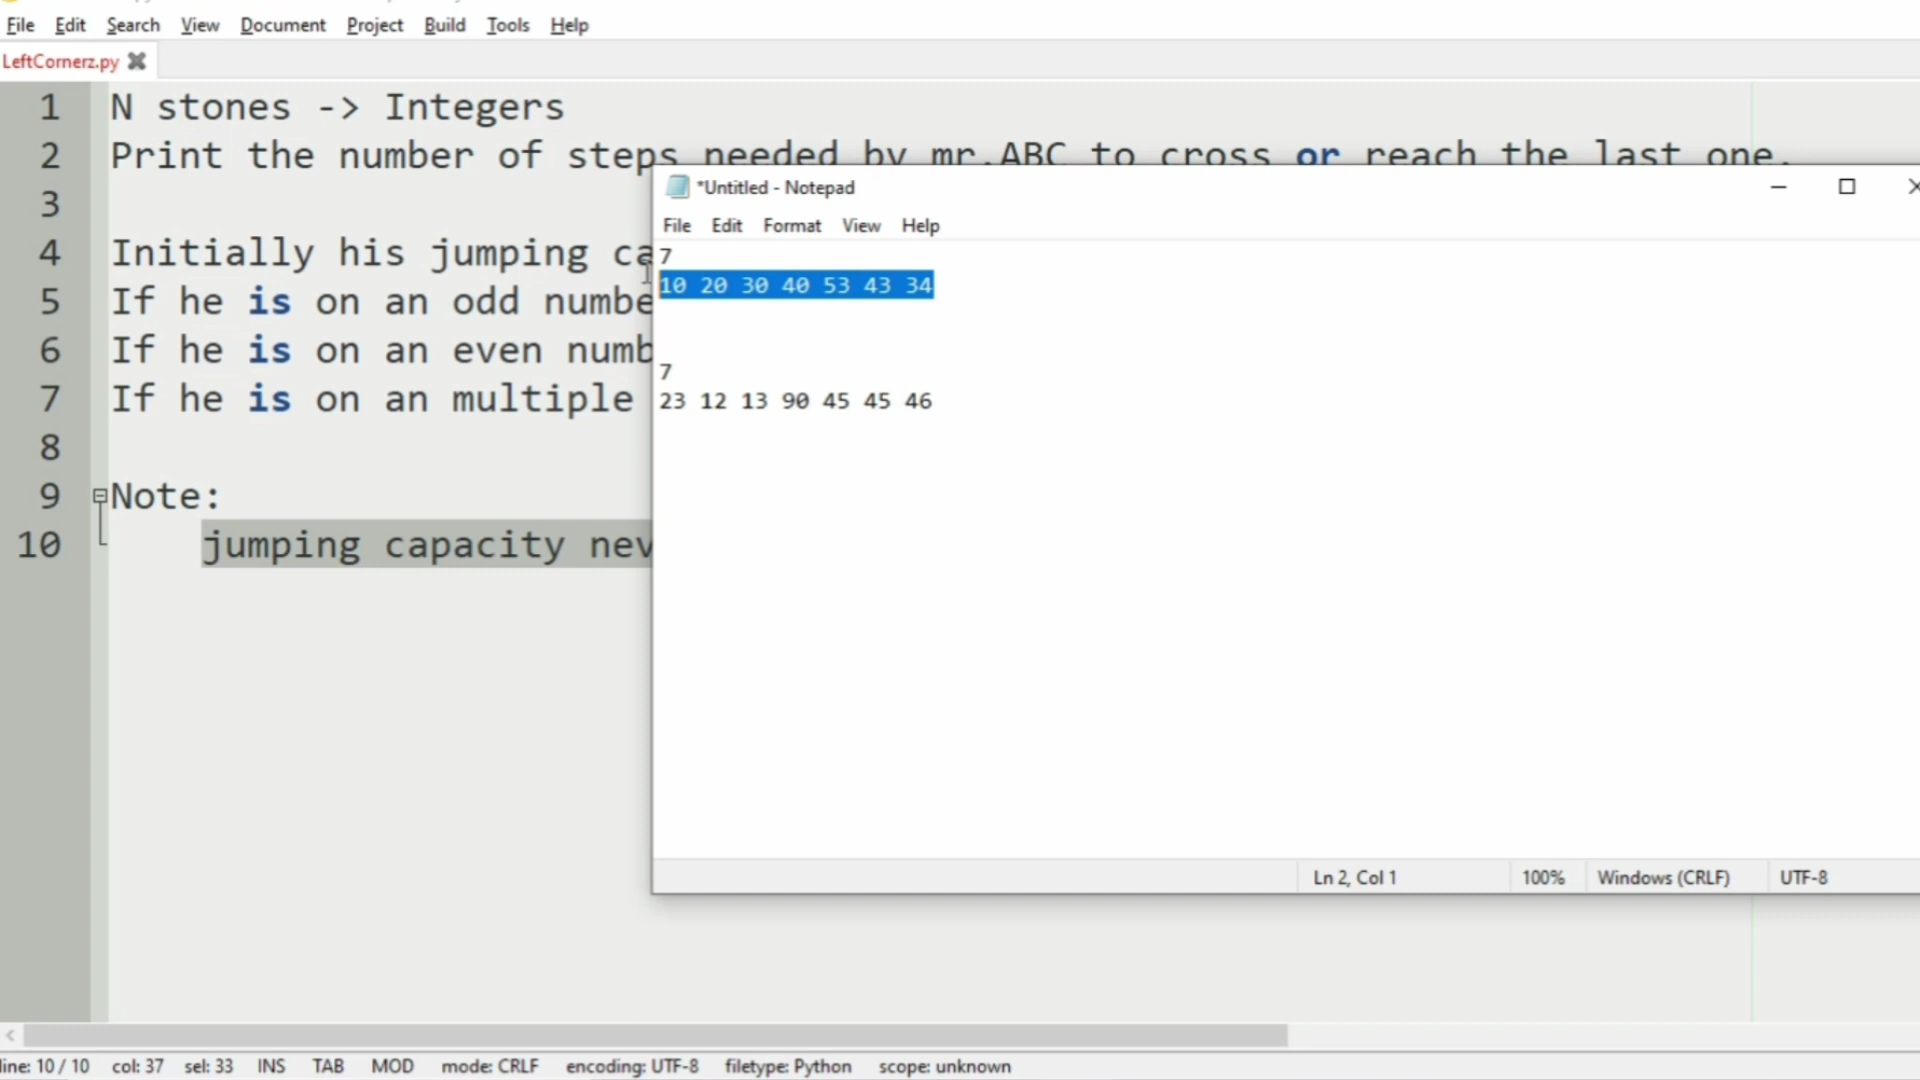 File Edit Search View Document Project Build Tools Help
LeftCornerz.py
1 N stones -> Integers
2 Print the number of steps needed by mr.ABC to cross or reach the last one.
3
4 Initially his jumping ca
5 If he is on an odd numbe
6 If he is on an even numb
7 If he is on an multiple
8
9 Note:
10 jumping capacity nev
*Untitled - Notepad
File Edit Format View Help
7
10 20 30 40 53 43 34
7
23 12 13 90 45 45 46
Ln 2, Col 1 100% Windows (CRLF) UTF-8
line: 10 / 10 col: 37 sel: 33 INS TAB MOD mode: CRLF encoding: UTF-8 filetype: Python scope: unknown